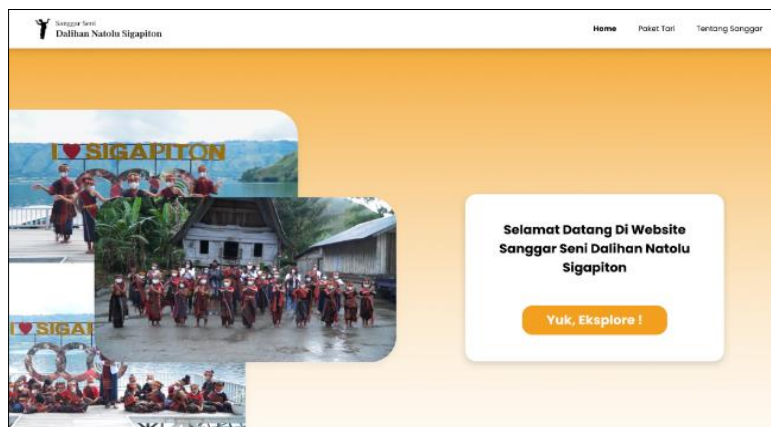 Sanggar Seni
Dalihan Natolu Sigapiton
Home Paket Tari Tentang Sanggar
I ❤ SIGAPITON
Selamat Datang Di Website
Sanggar Seni Dalihan Natolu
Sigapiton
Yuk, Eksplore !
I ❤ SIGAI